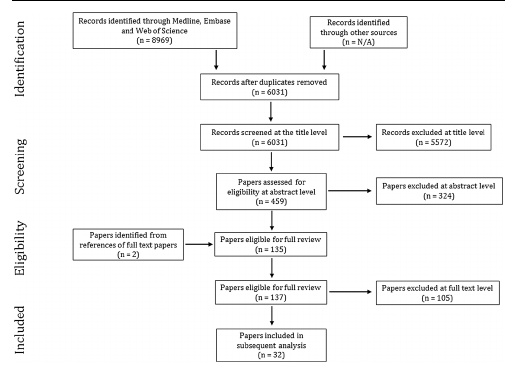 Identification
Records identified through Medline, Embase
and Web of Science
(n = 8969)
Records identified
through other sources
(n = N/A)
Records after duplicates removed
(n = 6031)
Screening
Records screened at the title level
(n = 6031)
Records excluded at title level
(n = 5572)
Papers assessed for
eligibility at abstract level
(n = 459)
Papers excluded at abstract level
(n = 324)
Eligibility
Papers identified from
references of full text papers
(n = 2)
Papers eligible for full review
(n = 135)
Papers eligible for full review
(n = 137)
Papers excluded at full text level
(n = 105)
Included
Papers included in
subsequent analysis
(n = 32)